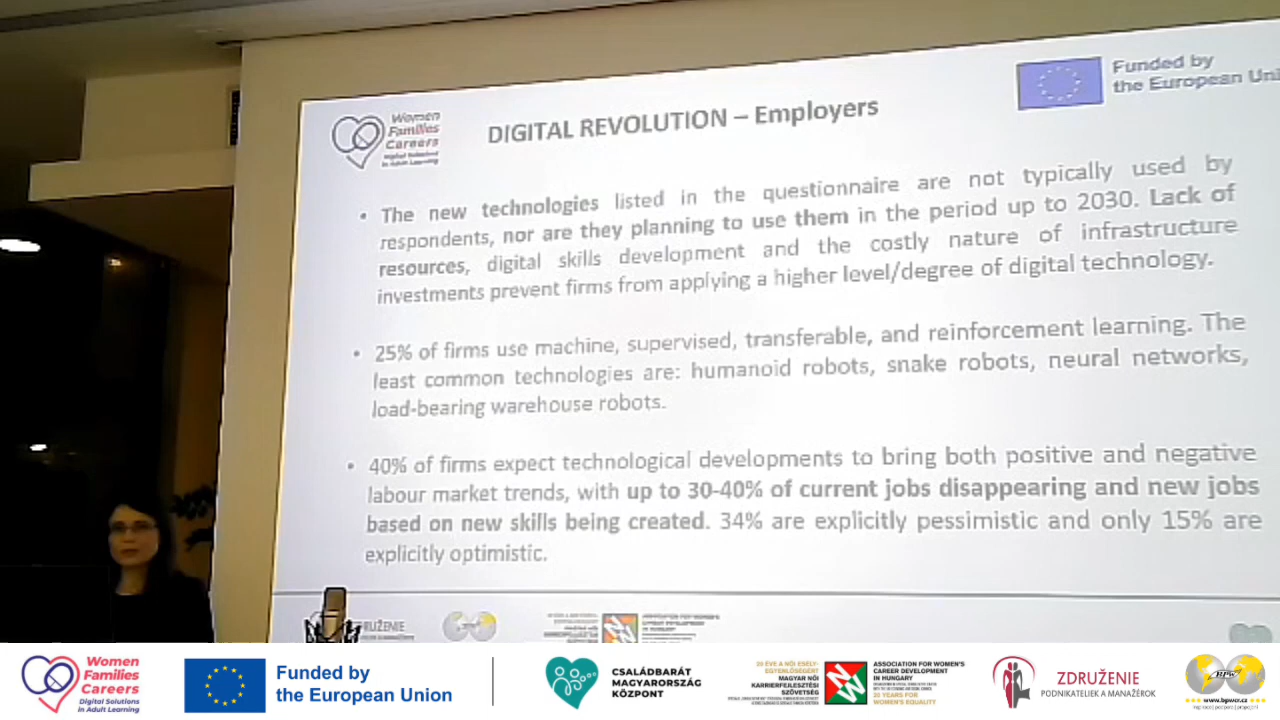 Women
Families
Careers
Digital Solutions
in Adult Learning
DIGITAL REVOLUTION – Employers
Funded by
the European Uni
• The new technologies listed in the questionnaire are not typically used by
respondents, nor are they planning to use them in the period up to 2030. Lack of
resources, digital skills development and the costly nature of infrastructure
investments prevent firms from applying a higher level/degree of digital technology.
• 25% of firms use machine, supervised, transferable, and reinforcement learning. The
least common technologies are: humanoid robots, snake robots, neural networks,
load-bearing warehouse robots.
• 40% of firms expect technological developments to bring both positive and negative
labour market trends, with up to 30-40% of current jobs disappearing and new jobs
based on new skills being created. 34% are explicitly pessimistic and only 15% are
explicitly optimistic.
RUŽENIE
Women
Families
Careers
Digital Solutions
in Adult Learning
Funded by
the European Union
CSALÁDBARÁT
MAGYARORSZÁG
KÖZPONT
20 ÉVE A NŐI ESÉLY-
EGYENLŐSÉGÉRT
MAGYAR NŐI
KARRIERFEJLESZTÉSI
SZÖVETSÉG
ASSOCIATION FOR WOMEN'S
CAREER DEVELOPMENT
IN HUNGARY
20 YEARS FOR
WOMEN'S EQUALITY
ZDRUŽENIE
PODNIKATELIEK A MANAŽÉROK
BPW
www.bpwcr.cz